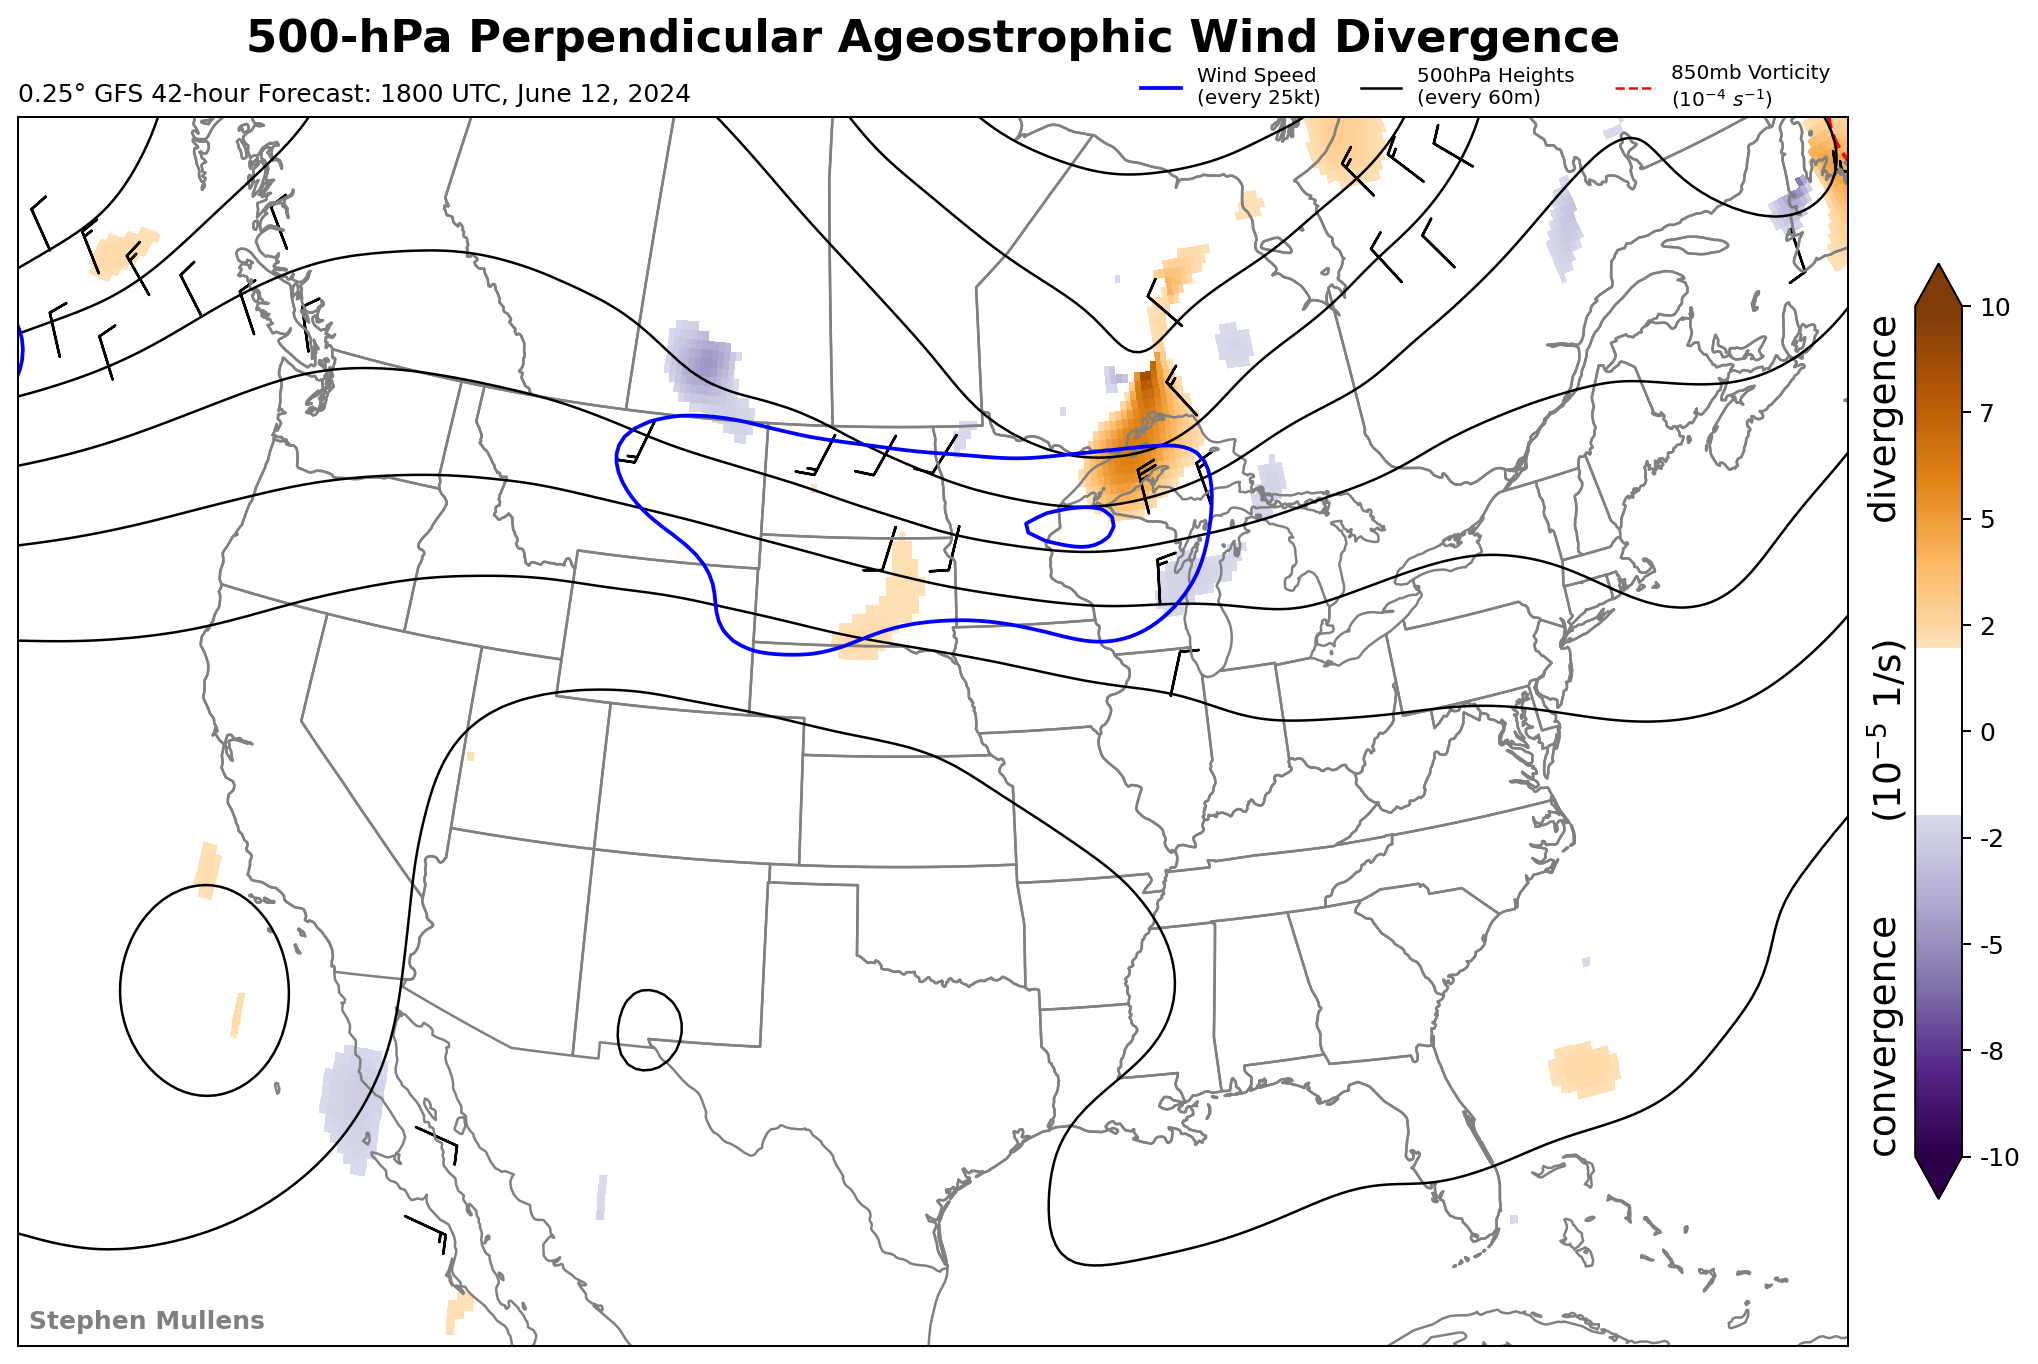 500-hPa Perpendicular Ageostrophic Wind Divergence
0.25° GFS 42-hour Forecast: 1800 UTC, June 12, 2024
Wind Speed
(every 25kt)
500hPa Heights
(every 60m)
850mb Vorticity
(10⁻⁴ s⁻¹)
10
7
5
2
0
-2
-5
-8
-10
convergence (10⁻⁵ 1/s) divergence
Stephen Mullens